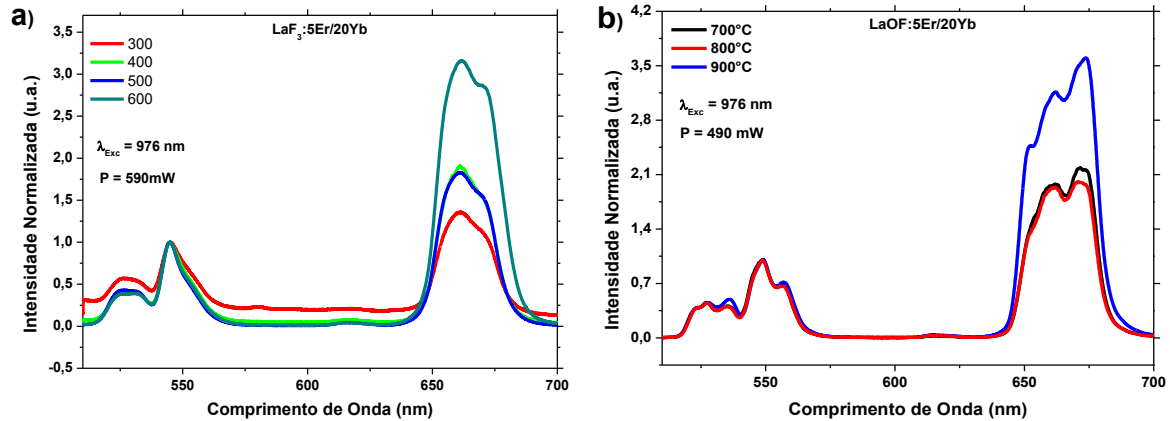 a)
LaF3:5Er/20Yb
300
400
500
600
λExc = 976 nm
P = 590mW
Intensidade Normalizada (u.a.)
3,5
3,0
2,5
2,0
1,5
1,0
0,5
0,0
-0,5
550
600
650
700
Comprimento de Onda (nm)
b)
LaOF:5Er/20Yb
700°C
800°C
900°C
λExc = 976 nm
P = 490 mW
Intensidade Normalizada (u.a.)
4,2
3,5
2,8
2,1
1,4
0,7
0,0
550
600
650
700
Comprimento de Onda (nm)